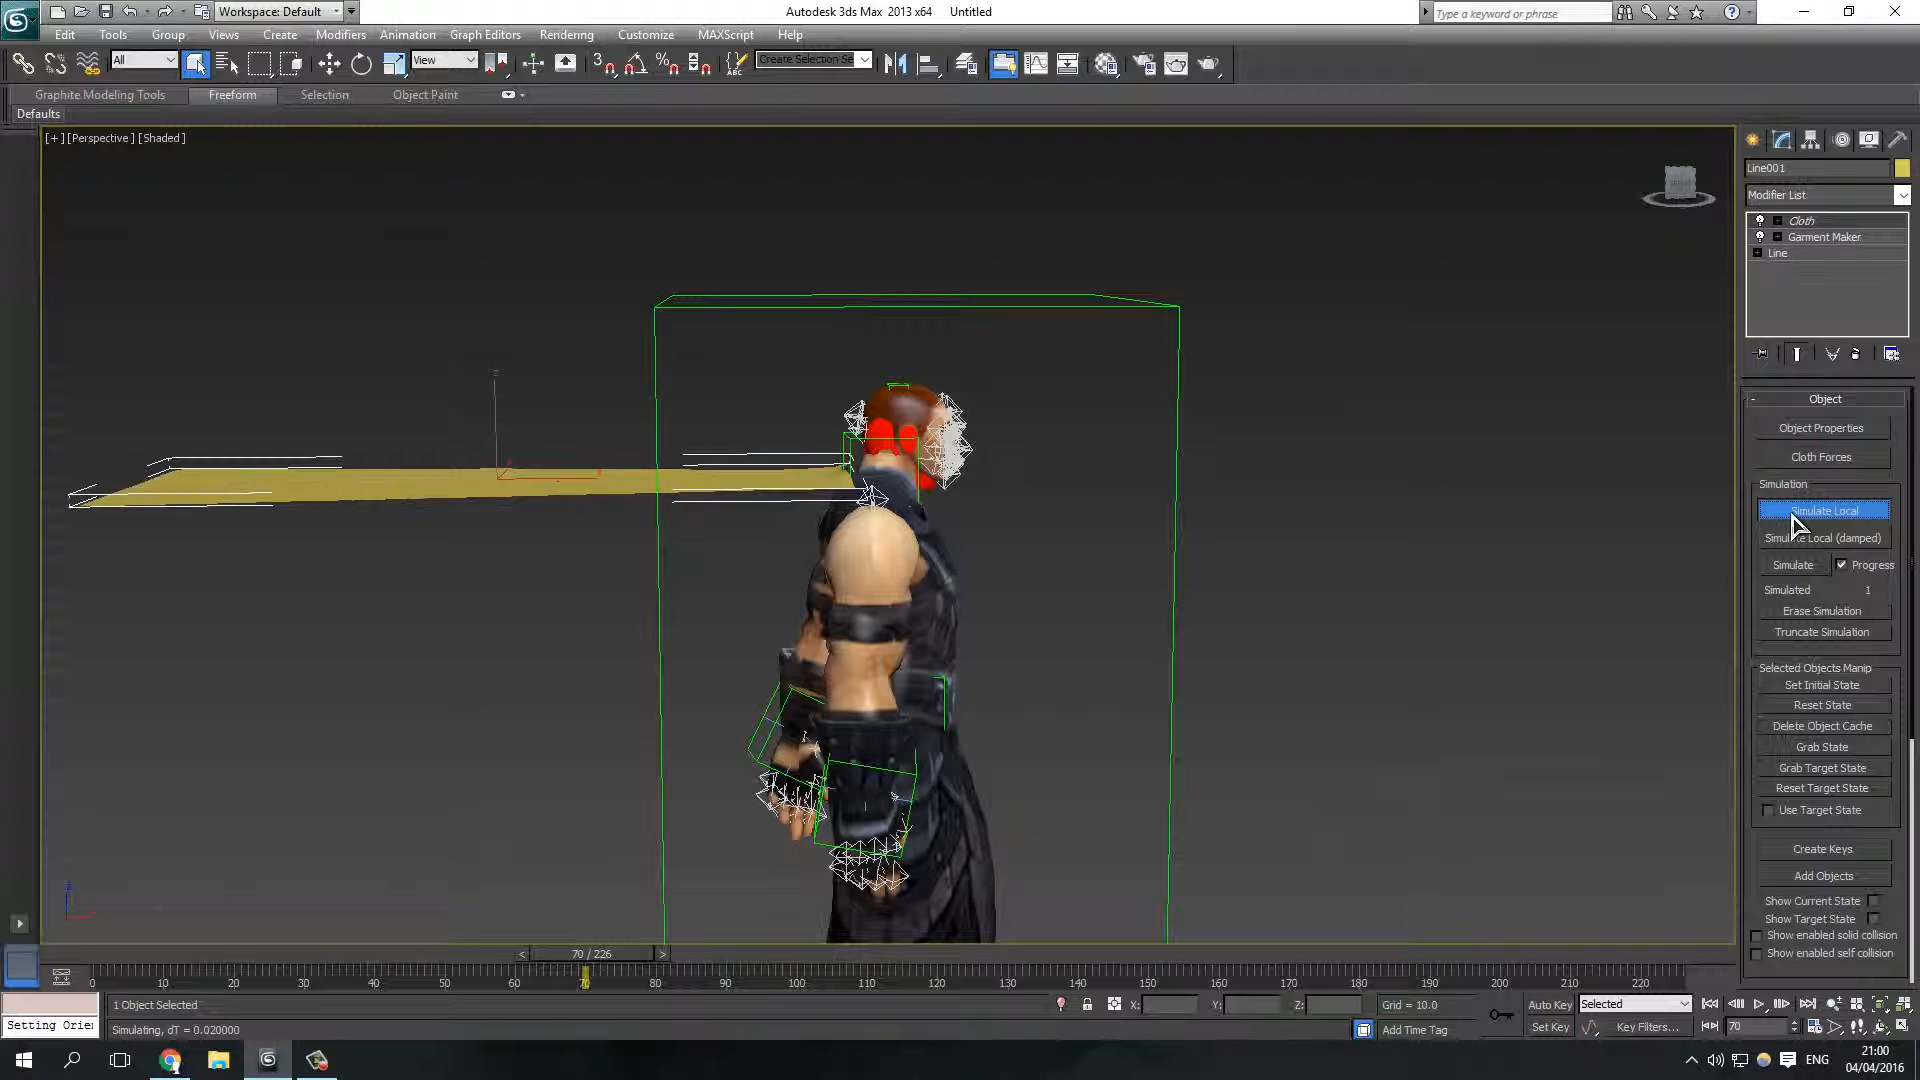 Workspace: Default
Autodesk 3ds Max 2013 x64 Untitled
Type a keyword or phrase
Edit Tools Group Views Create Modifiers Animation Graph Editors Rendering Customize MAXScript Help
All
View
3
ABC
Create Selection Se
Graphite Modeling Tools Freeform Selection Object Paint
Defaults
[+] [Perspective] [Shaded]
Line001
Modifier List
Cloth
Garment Maker
Line
Object
Object Properties
Cloth Forces
Simulation
Simulate Local
Simulate Local (damped)
Simulate Progress
Simulated 1
Erase Simulation
Truncate Simulation
Selected Objects Manip
Set Initial State
Reset State
Delete Object Cache
Grab State
Grab Target State
Reset Target State
Use Target State
Create Keys
Add Objects
Show Current State
Show Target State
Show enabled solid collision
Show enabled self collision
< 70 / 226 >
0 10 20 30 40 50 60 70 80 90 100 110 120 130 140 150 160 170 180 190 200 210 220
1 Object Selected
X: Y: Z: Grid = 10.0
Auto Key Selected
Setting Orie
Simulating, dT = 0.020000
Add Time Tag
Set Key Key Filters... 70
ENG
21:00
04/04/2016